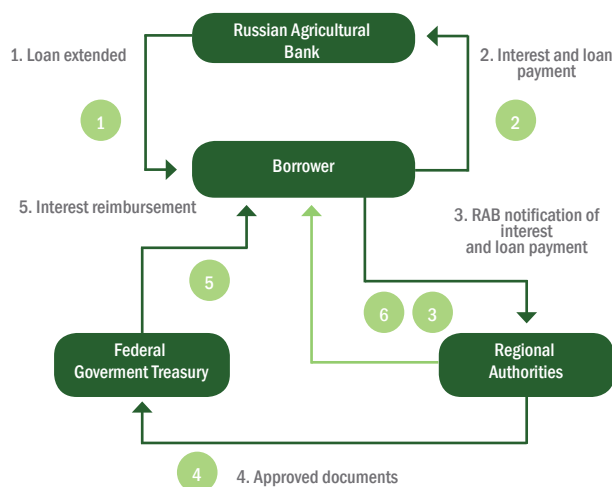 Russian Agricultural
Bank
1. Loan extended
2. Interest and loan
payment
1
2
Borrower
5. Interest reimbursement
3. RAB notification of
interest
and loan payment
5
6
3
Federal
Goverment Treasury
Regional
Authorities
4
4. Approved documents